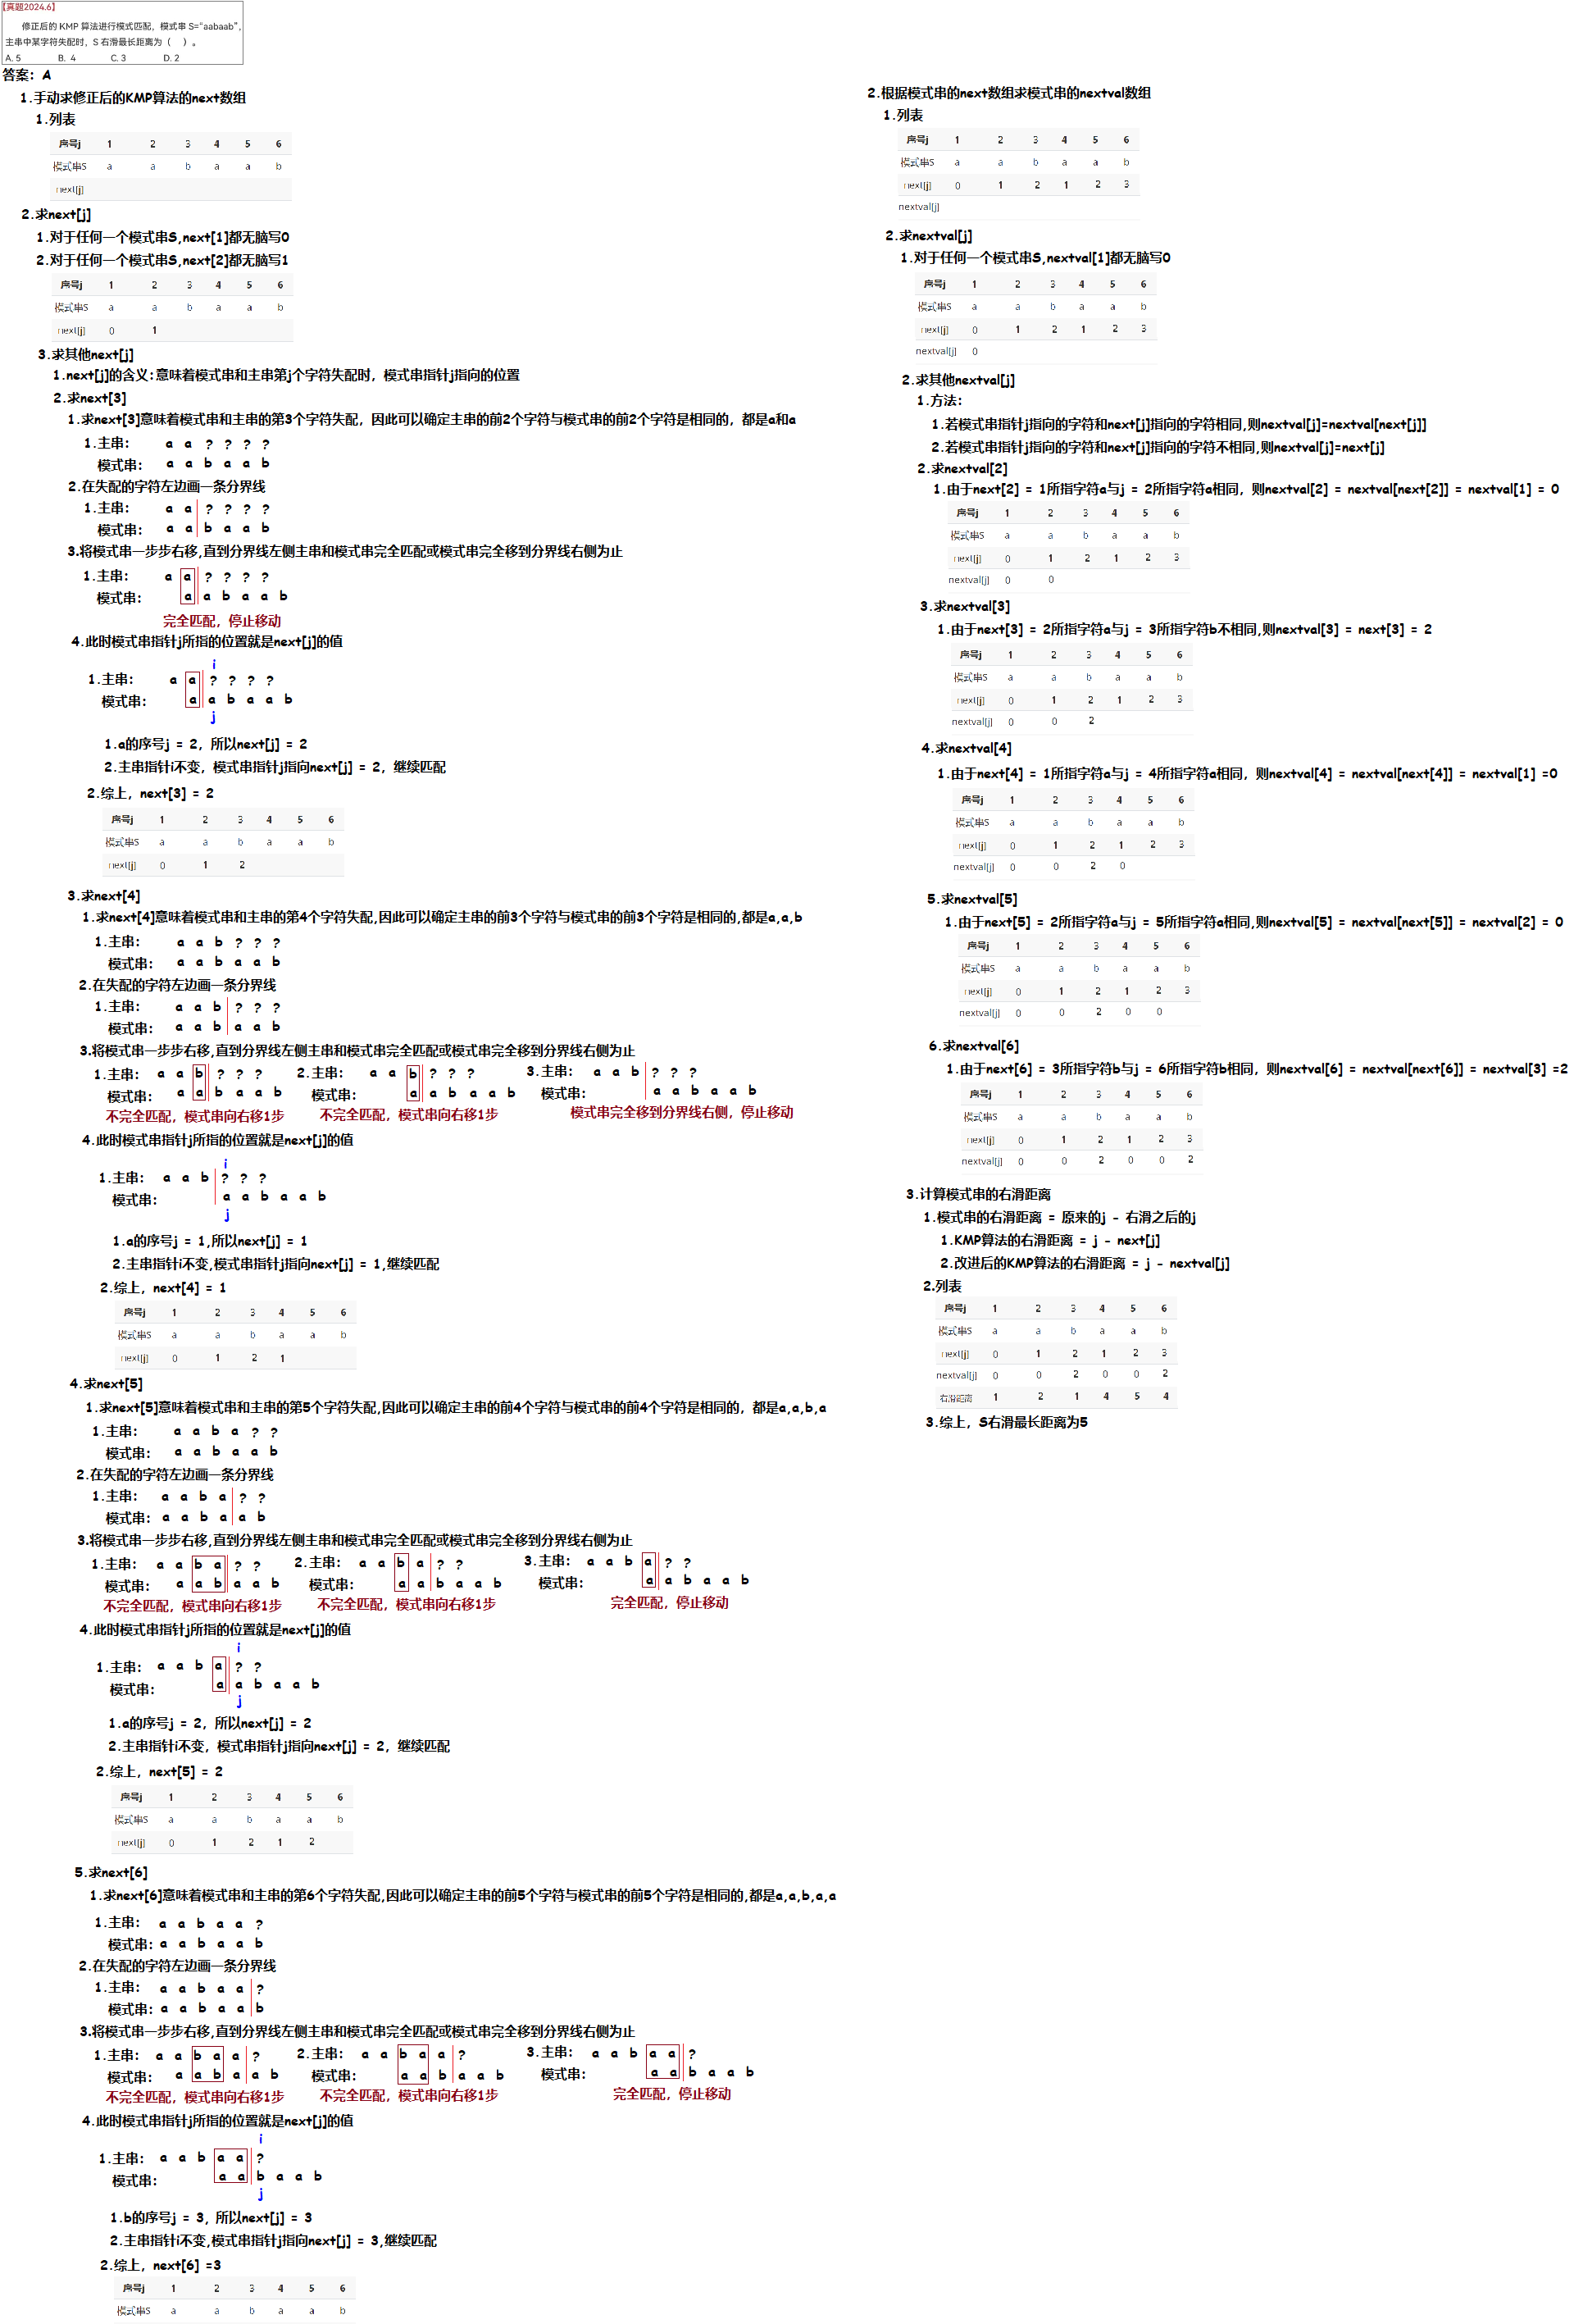 【真题2024.6】
修正后的 KMP 算法进行模式匹配，模式串 S="aabaab"，
主串中某字符失配时，S 右滑最长距离为（　）。
A. 5 B. 4 C. 3 D. 2
答案：A
1.手动求修正后的KMP算法的next数组
1.列表
序号j 1 2 3 4 5 6
模式串S a a b a a b
next[j]
2.求next[j]
1.对于任何一个模式串S,next[1]都无脑写0
2.对于任何一个模式串S,next[2]都无脑写1
序号j 1 2 3 4 5 6
模式串S a a b a a b
next[j] 0 1
3.求其他next[j]
1.next[j]的含义:意味着模式串和主串第j个字符失配时，模式串指针j指向的位置
2.求next[3]
1.求next[3]意味着模式串和主串的第3个字符失配，因此可以确定主串的前2个字符与模式串的前2个字符是相同的，都是a和a
1.主串： a a ? ? ? ?
模式串： a a b a a b
2.在失配的字符左边画一条分界线
1.主串： a a ? ? ? ?
模式串： a a b a a b
3.将模式串一步步右移,直到分界线左侧主串和模式串完全匹配或模式串完全移到分界线右侧为止
1.主串： a a ? ? ? ?
模式串： a a b a a b
完全匹配，停止移动
4.此时模式串指针j所指的位置就是next[j]的值
i
1.主串： a a ? ? ? ?
模式串： a a b a a b
j
1.a的序号j = 2，所以next[j] = 2
2.主串指针i不变，模式串指针j指向next[j] = 2，继续匹配
2.综上，next[3] = 2
序号j 1 2 3 4 5 6
模式串S a a b a a b
next[j] 0 1 2
3.求next[4]
1.求next[4]意味着模式串和主串的第4个字符失配,因此可以确定主串的前3个字符与模式串的前3个字符是相同的,都是a,a,b
1.主串： a a b ? ? ?
模式串： a a b a a b
2.在失配的字符左边画一条分界线
1.主串： a a b ? ? ?
模式串： a a b a a b
3.将模式串一步步右移,直到分界线左侧主串和模式串完全匹配或模式串完全移到分界线右侧为止
1.主串： a a b ? ? ? 2.主串： a a b ? ? ? 3.主串： a a b ? ? ?
模式串： a a b a a b 模式串： a a b a a b 模式串： a a b a a b
不完全匹配，模式串向右移1步 不完全匹配，模式串向右移1步 模式串完全移到分界线右侧，停止移动
4.此时模式串指针j所指的位置就是next[j]的值
i
1.主串： a a b ? ? ?
模式串： a a b a a b
j
1.a的序号j = 1,所以next[j] = 1
2.主串指针i不变,模式串指针j指向next[j] = 1,继续匹配
2.综上，next[4] = 1
序号j 1 2 3 4 5 6
模式串S a a b a a b
next[j] 0 1 2 1
4.求next[5]
1.求next[5]意味着模式串和主串的第5个字符失配,因此可以确定主串的前4个字符与模式串的前4个字符是相同的，都是a,a,b,a
1.主串： a a b a ? ?
模式串： a a b a a b
2.在失配的字符左边画一条分界线
1.主串： a a b a ? ?
模式串： a a b a a b
3.将模式串一步步右移,直到分界线左侧主串和模式串完全匹配或模式串完全移到分界线右侧为止
1.主串： a a b a ? ? 2.主串： a a b a ? ? 3.主串： a a b a ? ?
模式串： a a b a a b 模式串： a a b a a b 模式串： a a b a a b
不完全匹配，模式串向右移1步 不完全匹配，模式串向右移1步 完全匹配，停止移动
4.此时模式串指针j所指的位置就是next[j]的值
i
1.主串： a a b a ? ?
模式串： a a b a a b
j
1.a的序号j = 2，所以next[j] = 2
2.主串指针i不变，模式串指针j指向next[j] = 2，继续匹配
2.综上，next[5] = 2
序号j 1 2 3 4 5 6
模式串S a a b a a b
next[j] 0 1 2 1 2
5.求next[6]
1.求next[6]意味着模式串和主串的第6个字符失配,因此可以确定主串的前5个字符与模式串的前5个字符是相同的,都是a,a,b,a,a
1.主串： a a b a a ?
模式串： a a b a a b
2.在失配的字符左边画一条分界线
1.主串： a a b a a ?
模式串： a a b a a b
3.将模式串一步步右移,直到分界线左侧主串和模式串完全匹配或模式串完全移到分界线右侧为止
1.主串： a a b a a ? 2.主串： a a b a a ? 3.主串： a a b a a ?
模式串： a a b a a b 模式串： a a b a a b 模式串： a a b a a b
不完全匹配，模式串向右移1步 不完全匹配，模式串向右移1步 完全匹配，停止移动
4.此时模式串指针j所指的位置就是next[j]的值
i
1.主串： a a b a a ?
模式串： a a b a a b
j
1.b的序号j = 3，所以next[j] = 3
2.主串指针i不变,模式串指针j指向next[j] = 3,继续匹配
2.综上，next[6] =3
序号j 1 2 3 4 5 6
模式串S a a b a a b
2.根据模式串的next数组求模式串的nextval数组
1.列表
序号j 1 2 3 4 5 6
模式串S a a b a a b
next[j] 0 1 2 1 2 3
nextval[j]
2.求nextval[j]
1.对于任何一个模式串S,nextval[1]都无脑写0
序号j 1 2 3 4 5 6
模式串S a a b a a b
next[j] 0 1 2 1 2 3
nextval[j] 0
2.求其他nextval[j]
1.方法：
1.若模式串指针j指向的字符和next[j]指向的字符相同,则nextval[j]=nextval[next[j]]
2.若模式串指针j指向的字符和next[j]指向的字符不相同,则nextval[j]=next[j]
2.求nextval[2]
1.由于next[2] = 1所指字符a与j = 2所指字符a相同，则nextval[2] = nextval[next[2]] = nextval[1] = 0
序号j 1 2 3 4 5 6
模式串S a a b a a b
next[j] 0 1 2 1 2 3
nextval[j] 0 0
3.求nextval[3]
1.由于next[3] = 2所指字符a与j = 3所指字符b不相同,则nextval[3] = next[3] = 2
序号j 1 2 3 4 5 6
模式串S a a b a a b
next[j] 0 1 2 1 2 3
nextval[j] 0 0 2
4.求nextval[4]
1.由于next[4] = 1所指字符a与j = 4所指字符a相同，则nextval[4] = nextval[next[4]] = nextval[1] =0
序号j 1 2 3 4 5 6
模式串S a a b a a b
next[j] 0 1 2 1 2 3
nextval[j] 0 0 2 0
5.求nextval[5]
1.由于next[5] = 2所指字符a与j = 5所指字符a相同,则nextval[5] = nextval[next[5]] = nextval[2] = 0
序号j 1 2 3 4 5 6
模式串S a a b a a b
next[j] 0 1 2 1 2 3
nextval[j] 0 0 2 0 0
6.求nextval[6]
1.由于next[6] = 3所指字符b与j = 6所指字符b相同，则nextval[6] = nextval[next[6]] = nextval[3] =2
序号j 1 2 3 4 5 6
模式串S a a b a a b
next[j] 0 1 2 1 2 3
nextval[j] 0 0 2 0 0 2
3.计算模式串的右滑距离
1.模式串的右滑距离 = 原来的j - 右滑之后的j
1.KMP算法的右滑距离 = j - next[j]
2.改进后的KMP算法的右滑距离 = j - nextval[j]
2.列表
序号j 1 2 3 4 5 6
模式串S a a b a a b
next[j] 0 1 2 1 2 3
nextval[j] 0 0 2 0 0 2
右滑距离 1 2 1 4 5 4
3.综上，S右滑最长距离为5